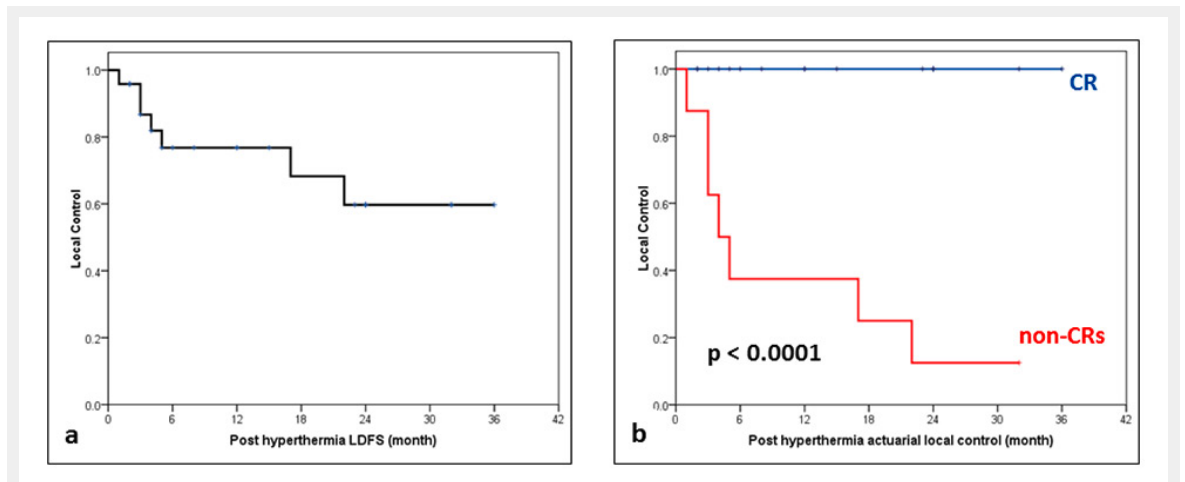 1.0
0.8
0.6
0.4
0.2
0.0
Local Control
0 6 12 18 24 30 36 42
a
Post hyperthermia LDFS (month)
1.0
0.8
0.6
0.4
0.2
0.0
Local Control
CR
non-CRs
p < 0.0001
0 6 12 18 24 30 36 42
b
Post hyperthermia actuarial local control (month)